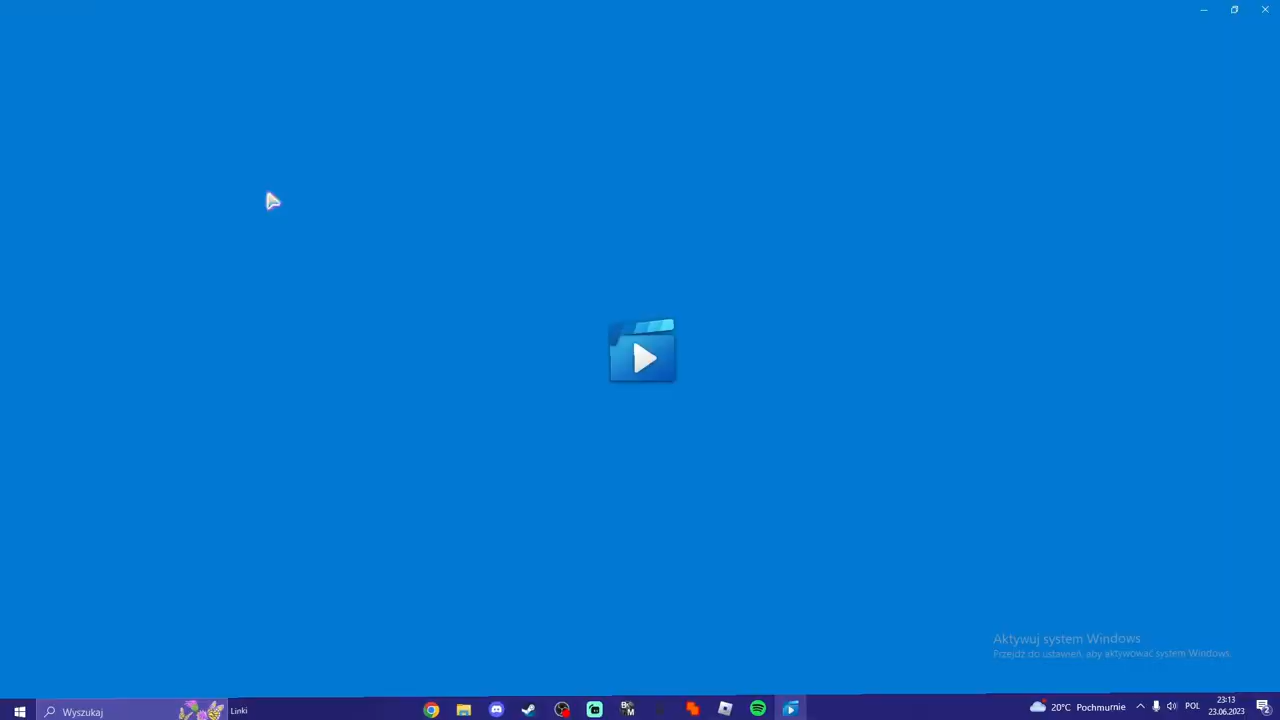 Aktywuj system Windows
Przejdź do ustawień, aby aktywować system Windows.
Wyszukaj
Linki
20°C Pochmurnie
POL
23:13
23.06.2023
2